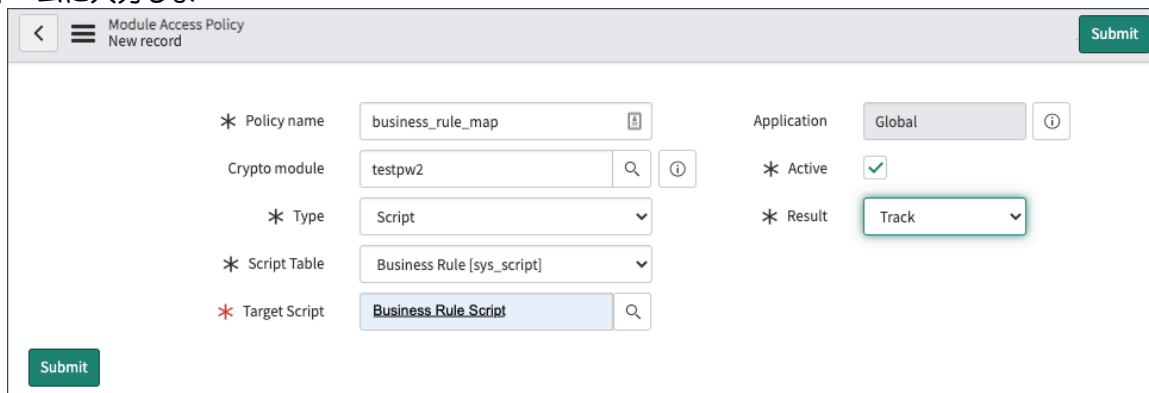 Module Access Policy
New record
Submit
Policy name
business_rule_map
Application
Global
Crypto module
testpw2
Active
Type
Script
Result
Track
Script Table
Business Rule [sys_script]
Target Script
Business Rule Script
Submit